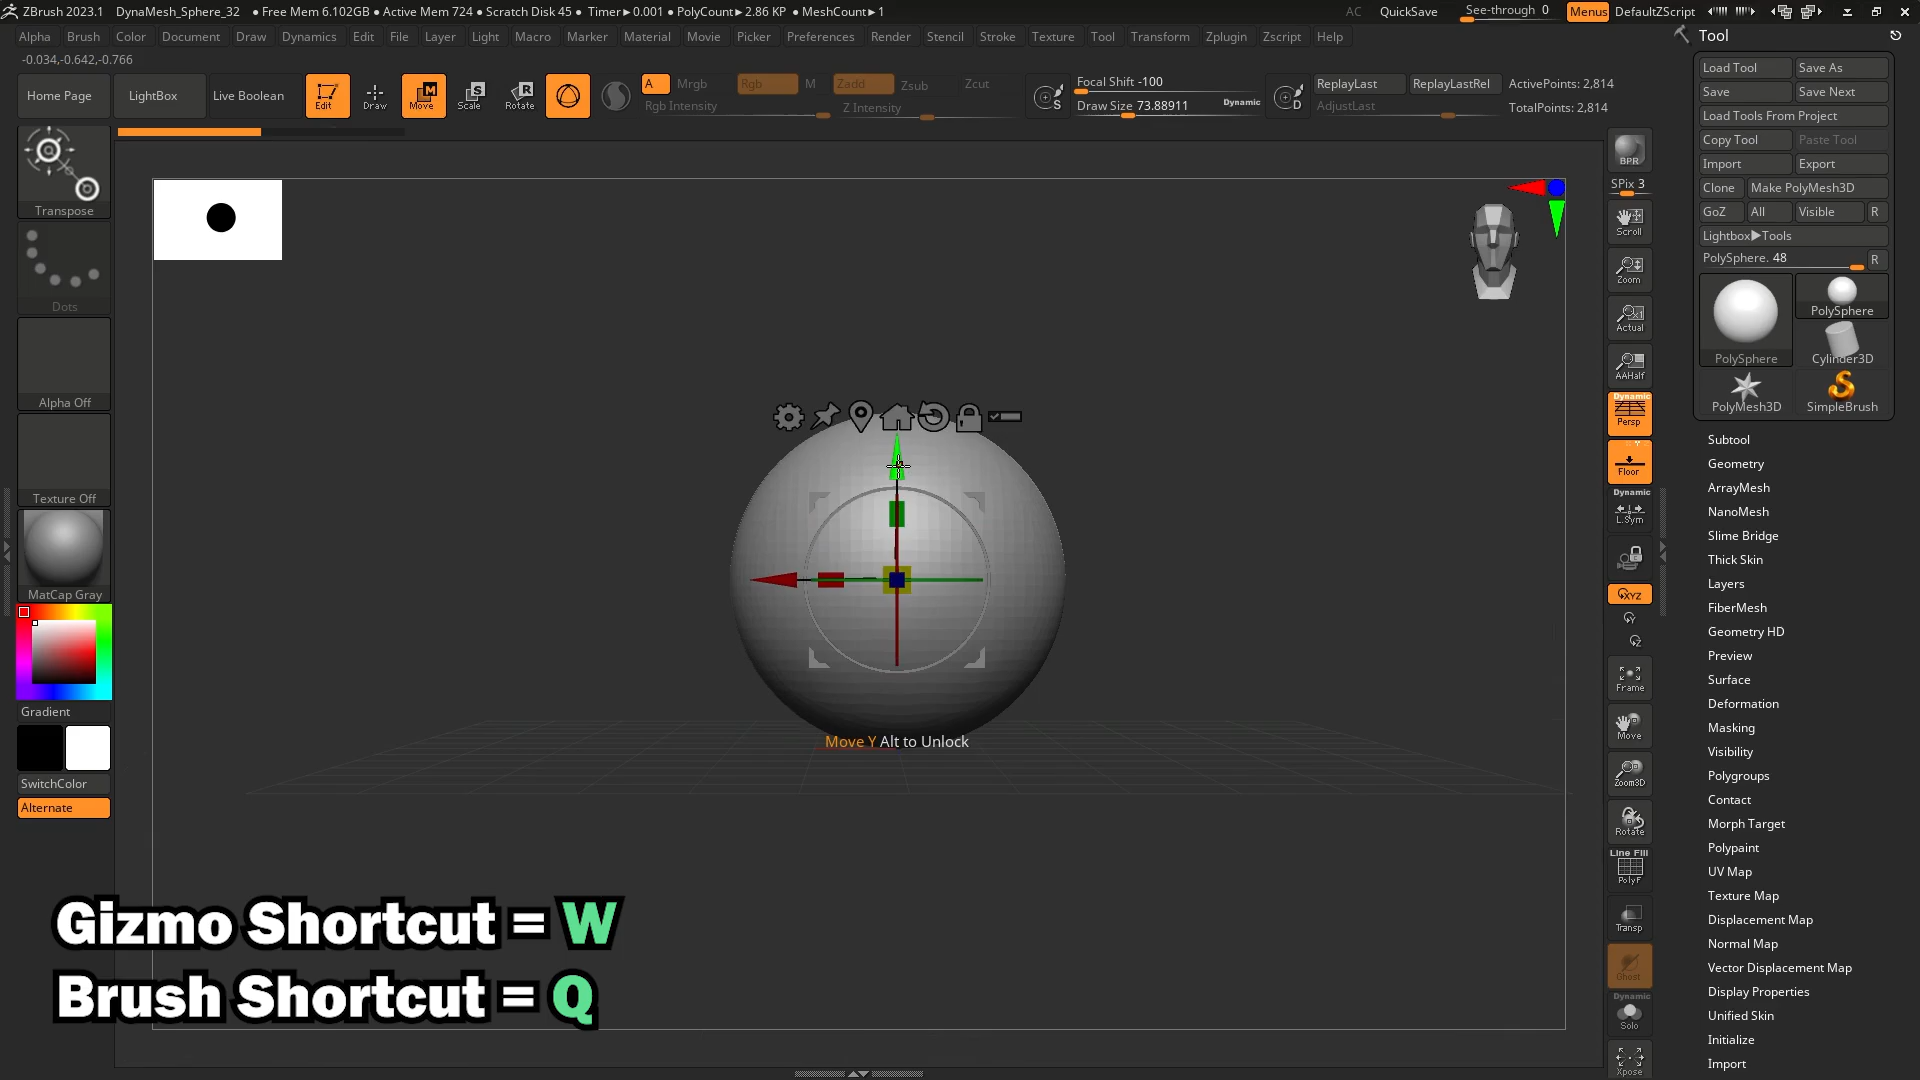 ZBrush 2023.1 DynaMesh_Sphere_32 ● Free Mem 6.102GB ● Active Mem 724 ● Scratch Disk 45 ● Timer►0.001 ● PolyCount►2.86 KP ● MeshCount►1 AC QuickSave See-through 0 Menus DefaultZScript
Alpha Brush Color Document Draw Dynamics Edit File Layer Light Macro Marker Material Movie Picker Preferences Render Stencil Stroke Texture Tool Transform Zplugin Zscript Help
-0.034,-0.642,-0.766
Home Page LightBox Live Boolean Edit Draw Move Scale Rotate
A Mrgb Rgb M Zadd Zsub Zcut
Rgb Intensity Z Intensity
S Focal Shift -100
Draw Size 73.88911 Dynamic
D ReplayLast ReplayLastRel ActivePoints: 2,814
AdjustLast TotalPoints: 2,814
Transpose
Dots
Alpha Off
Texture Off
MatCap Gray
Gradient
SwitchColor
Alternate
Move Y Alt to Unlock
Gizmo Shortcut = W
Brush Shortcut = Q
BPR
SPix 3
Scroll
Zoom
Actual
AAHalf
Dynamic
Persp
Floor
Dynamic
L.Sym
XYZ
Y
Z
Frame
Move
Zoom3D
Rotate
Line Fill
PolyF
Transp
Ghost
Dynamic
Solo
Xpose
Tool
Load Tool Save As
Save Save Next
Load Tools From Project
Copy Tool Paste Tool
Import Export
Clone Make PolyMesh3D
GoZ All Visible R
Lightbox►Tools
PolySphere. 48 R
PolySphere
PolySphere
Cylinder3D
PolyMesh3D SimpleBrush
Subtool
Geometry
ArrayMesh
NanoMesh
Slime Bridge
Thick Skin
Layers
FiberMesh
Geometry HD
Preview
Surface
Deformation
Masking
Visibility
Polygroups
Contact
Morph Target
Polypaint
UV Map
Texture Map
Displacement Map
Normal Map
Vector Displacement Map
Display Properties
Unified Skin
Initialize
Import